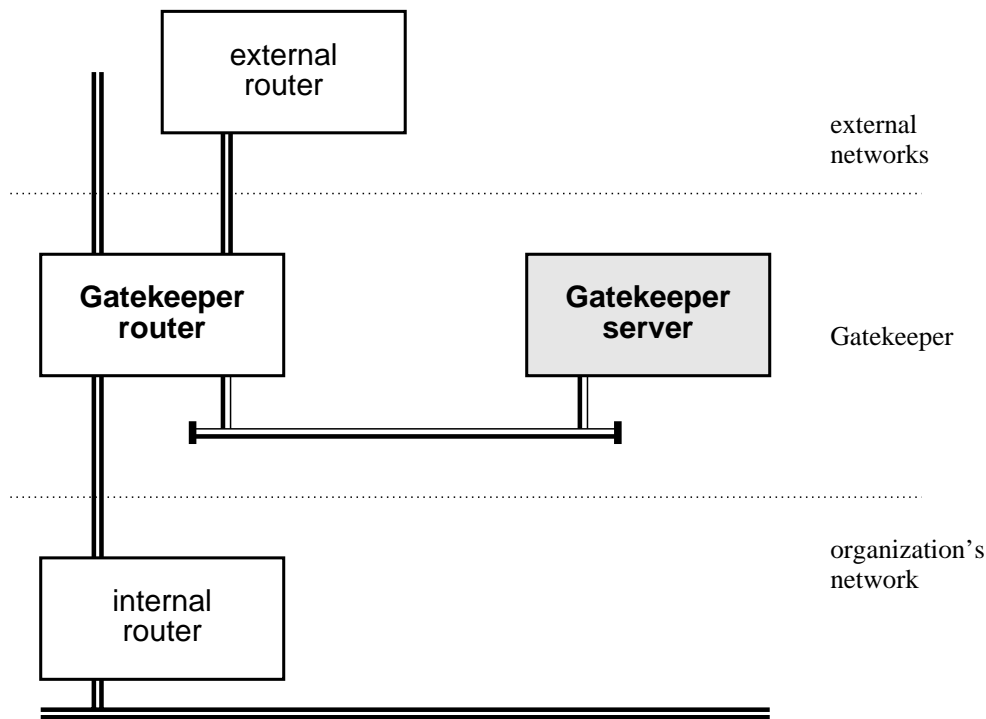 external
router
external
networks
Gatekeeper
router
Gatekeeper
server
Gatekeeper
organization’s
network
internal
router